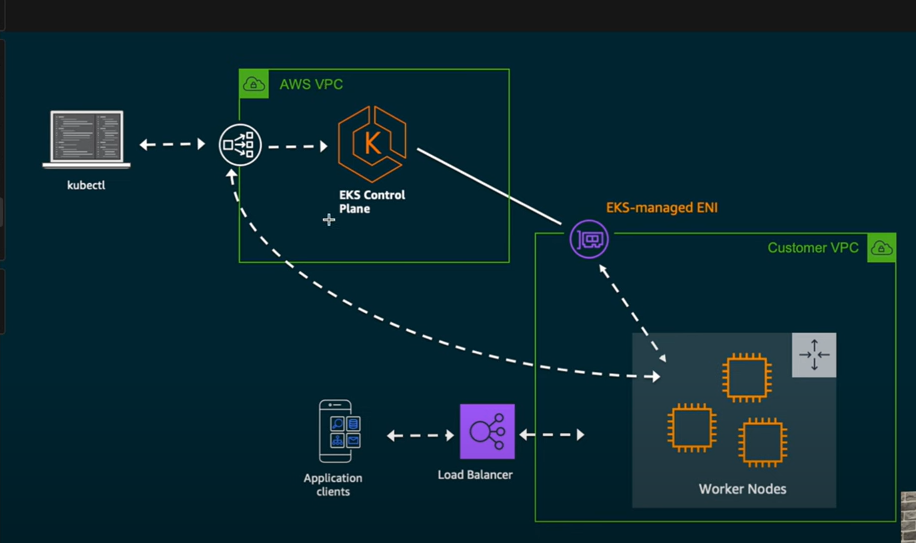 AWS VPC
kubectl
K
EKS Control
Plane
EKS-managed ENI
Customer VPC
Application
clients
Load Balancer
Worker Nodes